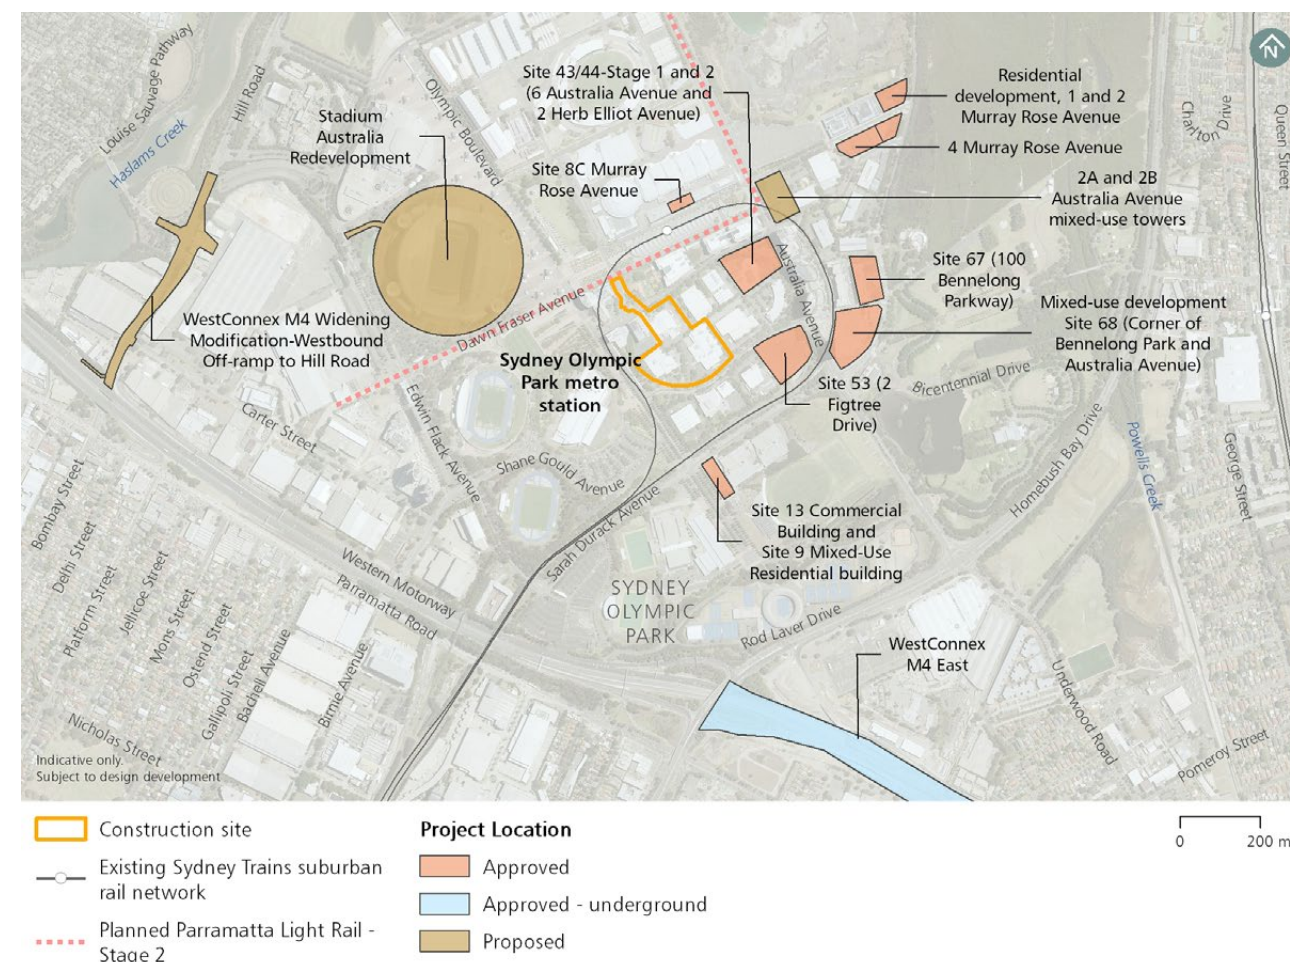 Louise Sauvage Pathway
Haslams Creek
Hill Road
Olympic Boulevard
Stadium
Australia
Redevelopment
Site 43/44-Stage 1 and 2
(6 Australia Avenue and
2 Herb Elliot Avenue)
Site 8C Murray
Rose Avenue
Residential
development, 1 and 2
Murray Rose Avenue
4 Murray Rose Avenue
2A and 2B
Australia Avenue
mixed-use towers
Charlton Drive
Queen Street
N
Site 67 (100
Bennelong
Parkway)
Mixed-use development
Site 68 (Corner of
Bennelong Park and
Australia Avenue)
Australia Avenue
WestConnex M4 Widening
Modification-Westbound
Off-ramp to Hill Road
Dawn Fraser Avenue
Sydney Olympic
Park metro
station
Site 53 (2
Figtree
Drive)
Bicentennial Drive
Homebush Bay Drive
Powells Creek
George Street
Carter Street
Edwin Flack Avenue
Shane Gould Avenue
Sarah Durack Avenue
Site 13 Commercial
Building and
Site 9 Mixed-Use
Residential building
SYDNEY
OLYMPIC
PARK
Rod Laver Drive
Western Motorway
Parramatta Road
Bombay Street
Delhi Street
Platform Street
Jellicoe Street
Mons Street
Ostend Street
Gallipoli Street
Bachell Avenue
Birnie Avenue
Nicholas Street
WestConnex
M4 East
Underwood Road
Pomeroy Street
Indicative only.
Subject to design development
Construction site
Existing Sydney Trains suburban
rail network
Planned Parramatta Light Rail -
Stage 2
Project Location
Approved
Approved - underground
Proposed
0 200 m